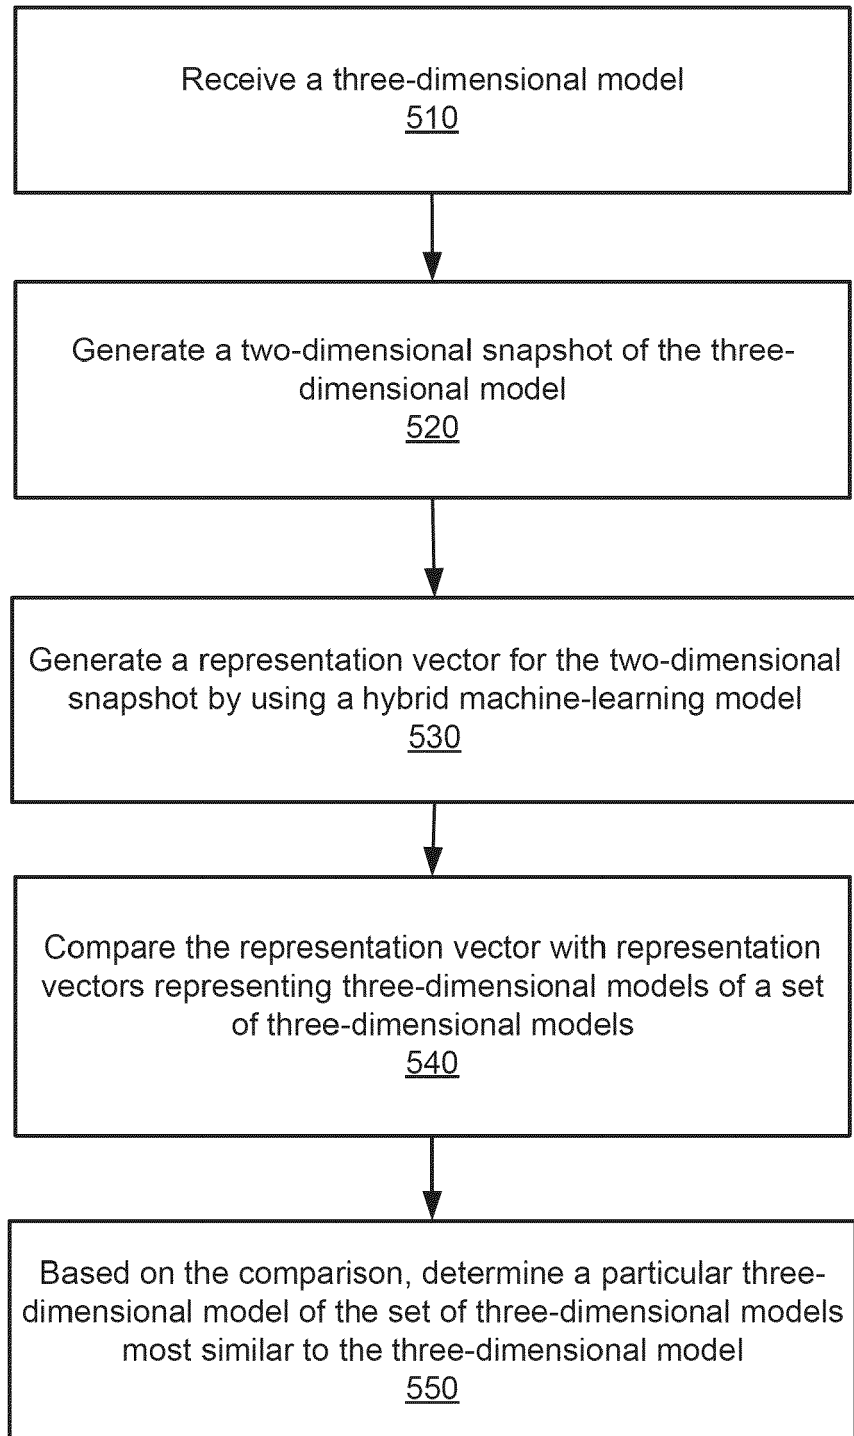 Receive a three-dimensional model
510
Generate a two-dimensional snapshot of the three-
dimensional model
520
Generate a representation vector for the two-dimensional
snapshot by using a hybrid machine-learning model
530
Compare the representation vector with representation
vectors representing three-dimensional models of a set
of three-dimensional models
540
Based on the comparison, determine a particular three-
dimensional model of the set of three-dimensional models
most similar to the three-dimensional model
550